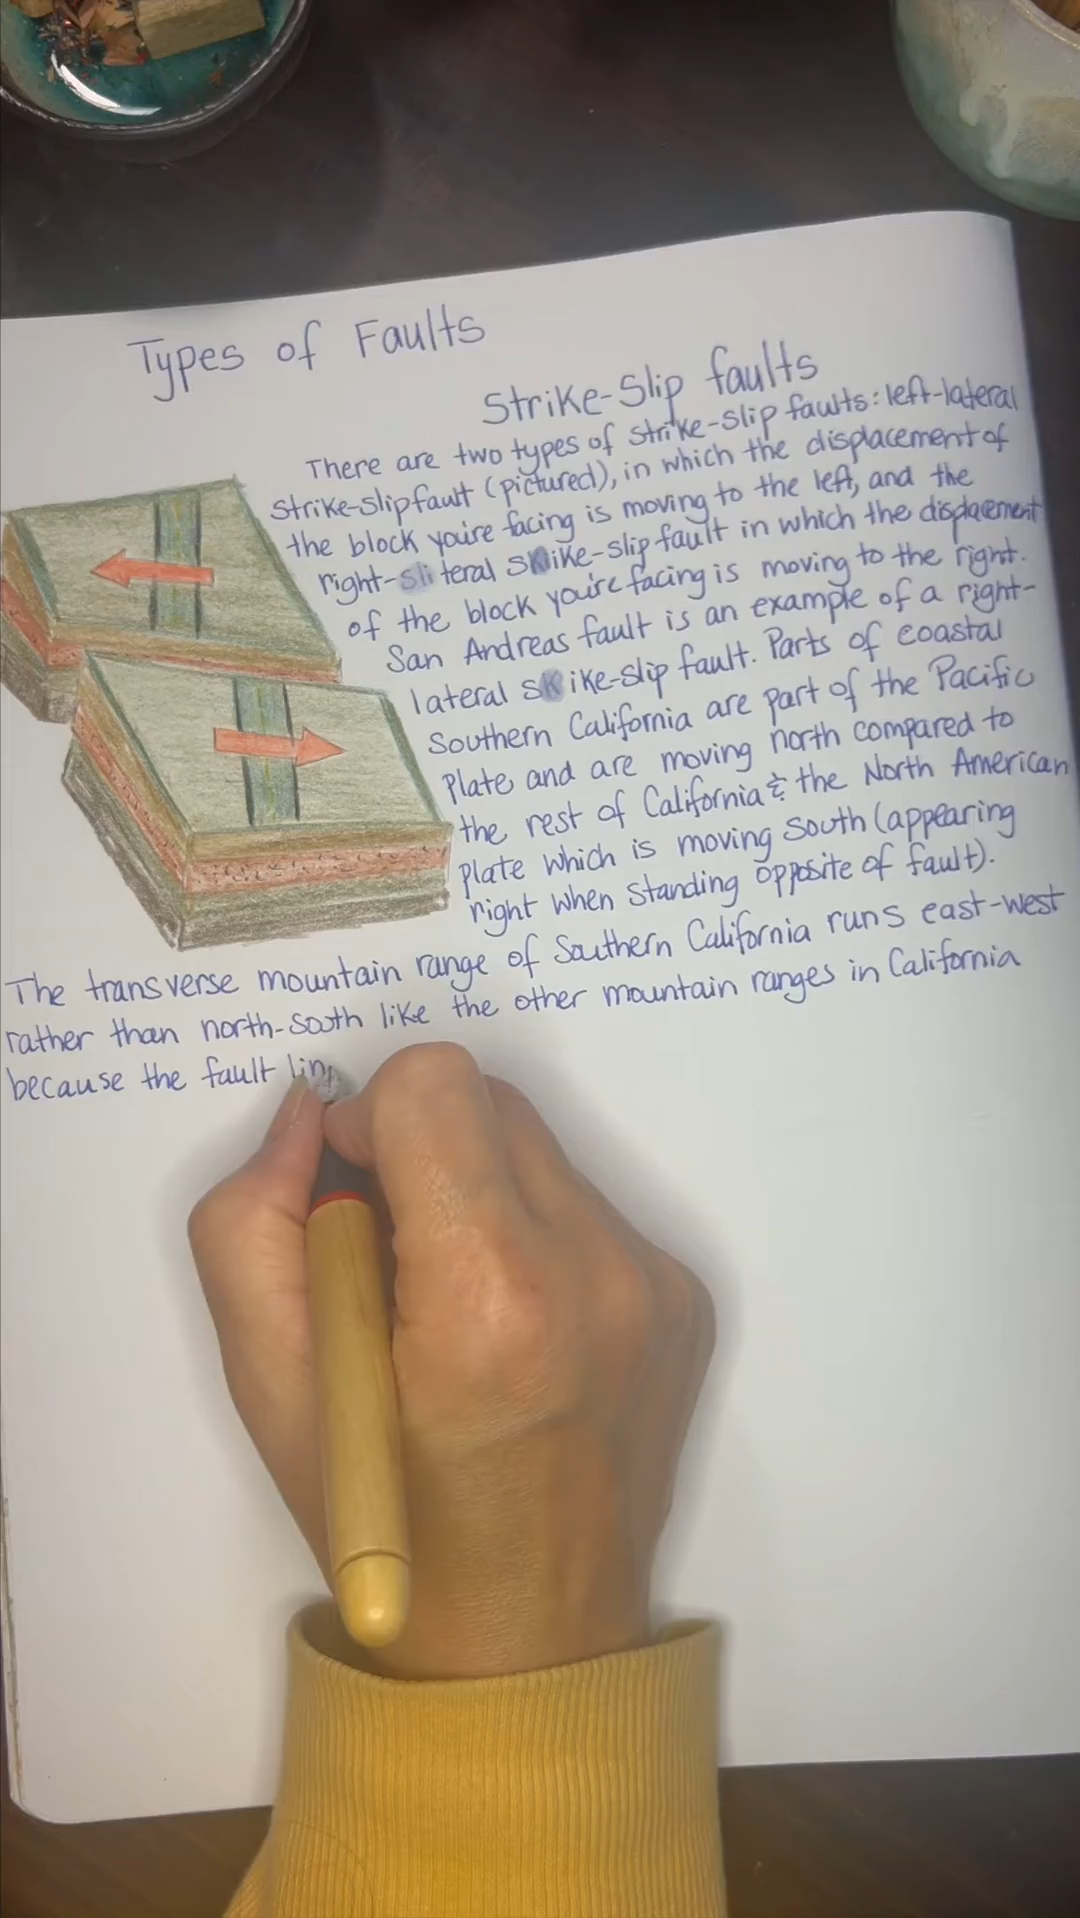 Types of Faults
Strike-Slip faults
There are two types of strike-slip faults: left-lateral
strike-slip fault (pictured), in which the displacement of
the block you're facing is moving to the left, and the
right-sliteral skike-slip fault in which the displacement
of the block you're facing is moving to the right.
San Andreas fault is an example of a right-
lateral skike-slip fault. Parts of coastal
Southern California are part of the Pacific
plate and are moving north compared to
the rest of California & the North American
plate which is moving south (appearing
right when standing opposite of fault).
The transverse mountain range of Southern California runs east-west
rather than north-south like the other mountain ranges in California
because the fault lin